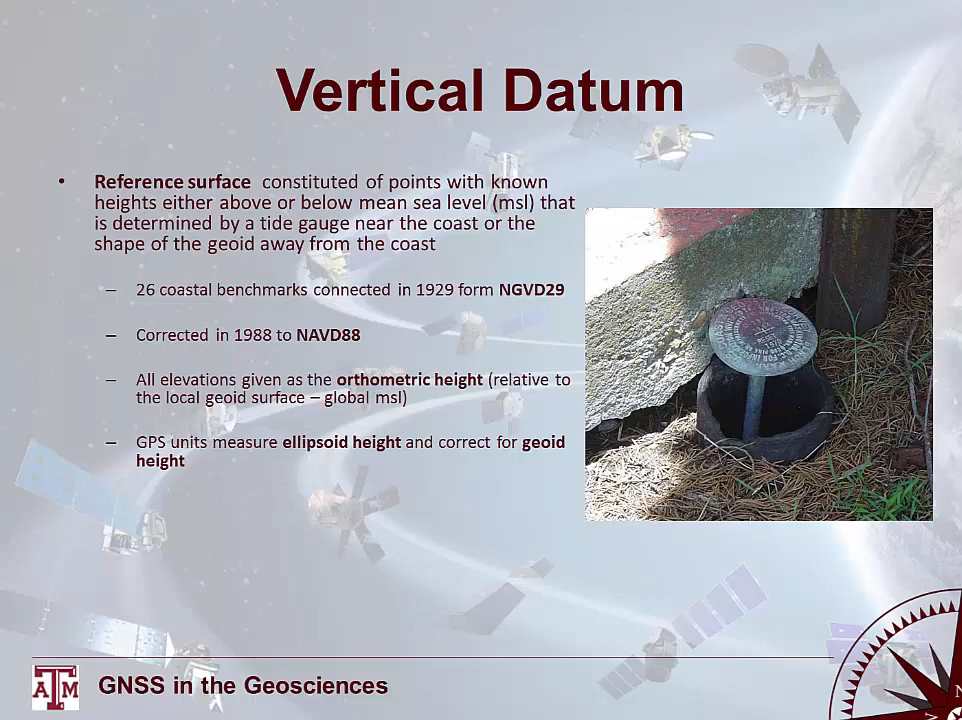 Vertical Datum
• Reference surface constituted of points with known
heights either above or below mean sea level (msl) that
is determined by a tide gauge near the coast or the
shape of the geoid away from the coast
– 26 coastal benchmarks connected in 1929 form NGVD29
– Corrected in 1988 to NAVD88
– All elevations given as the orthometric height (relative to
the local geoid surface – global msl)
– GPS units measure ellipsoid height and correct for geoid
height
ATM
GNSS in the Geosciences
N